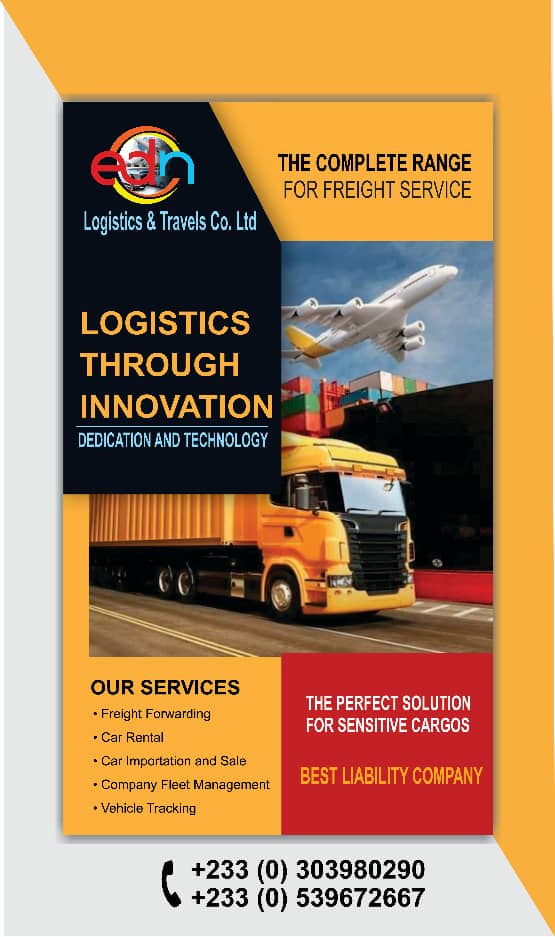 edn
Logistics & Travels Co. Ltd
THE COMPLETE RANGE
FOR FREIGHT SERVICE
LOGISTICS
THROUGH
INNOVATION
DEDICATION AND TECHNOLOGY
OUR SERVICES
• Freight Forwarding
• Car Rental
• Car Importation and Sale
• Company Fleet Management
• Vehicle Tracking
THE PERFECT SOLUTION
FOR SENSITIVE CARGOS
BEST LIABILITY COMPANY
+233 (0) 303980290
+233 (0) 539672667